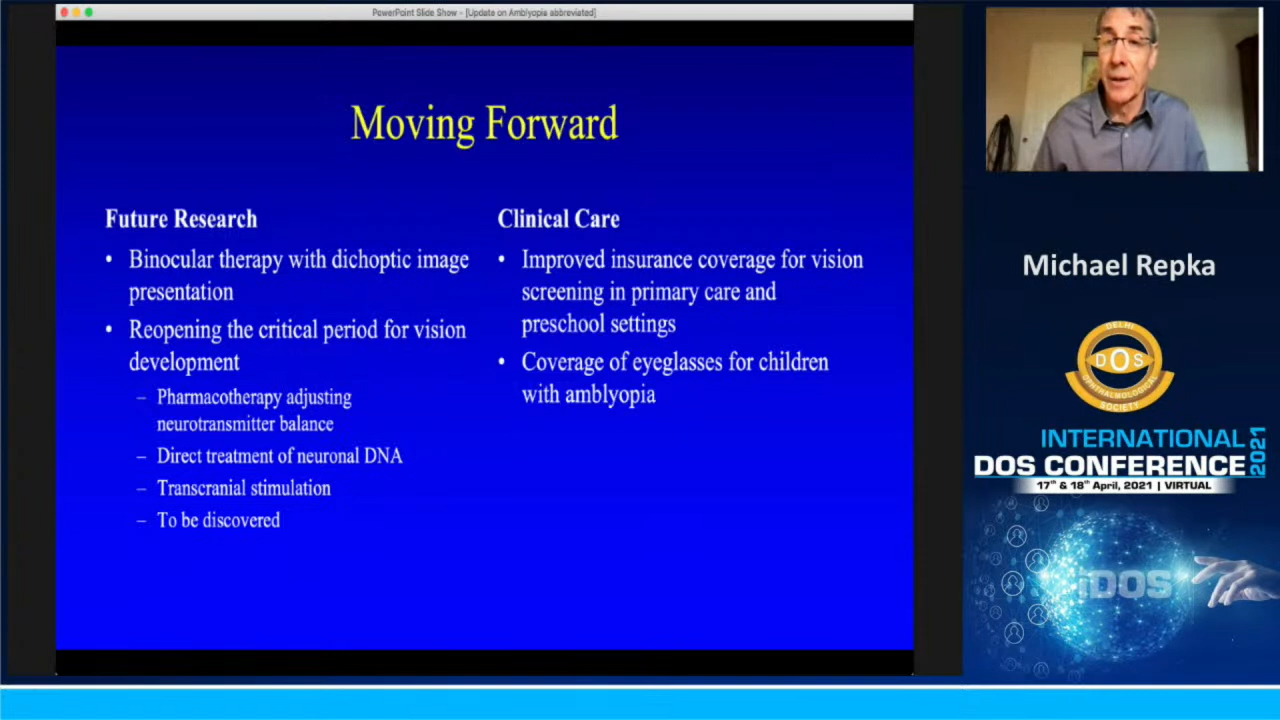 PowerPoint Slide Show - [Update on Amblyopia abbreviated]
Moving Forward
Future Research
• Binocular therapy with dichoptic image
presentation
• Reopening the critical period for vision
development
– Pharmacotherapy adjusting
neurotransmitter balance
– Direct treatment of neuronal DNA
– Transcranial stimulation
– To be discovered
Clinical Care
• Improved insurance coverage for vision
screening in primary care and
preschool settings
• Coverage of eyeglasses for children
with amblyopia
Michael Repka
DELHI
DOS
OPHTHALMOLOGICAL
SOCIETY
INTERNATIONAL
DOS CONFERENCE
2021
17th & 18th April, 2021 | VIRTUAL
iDOS